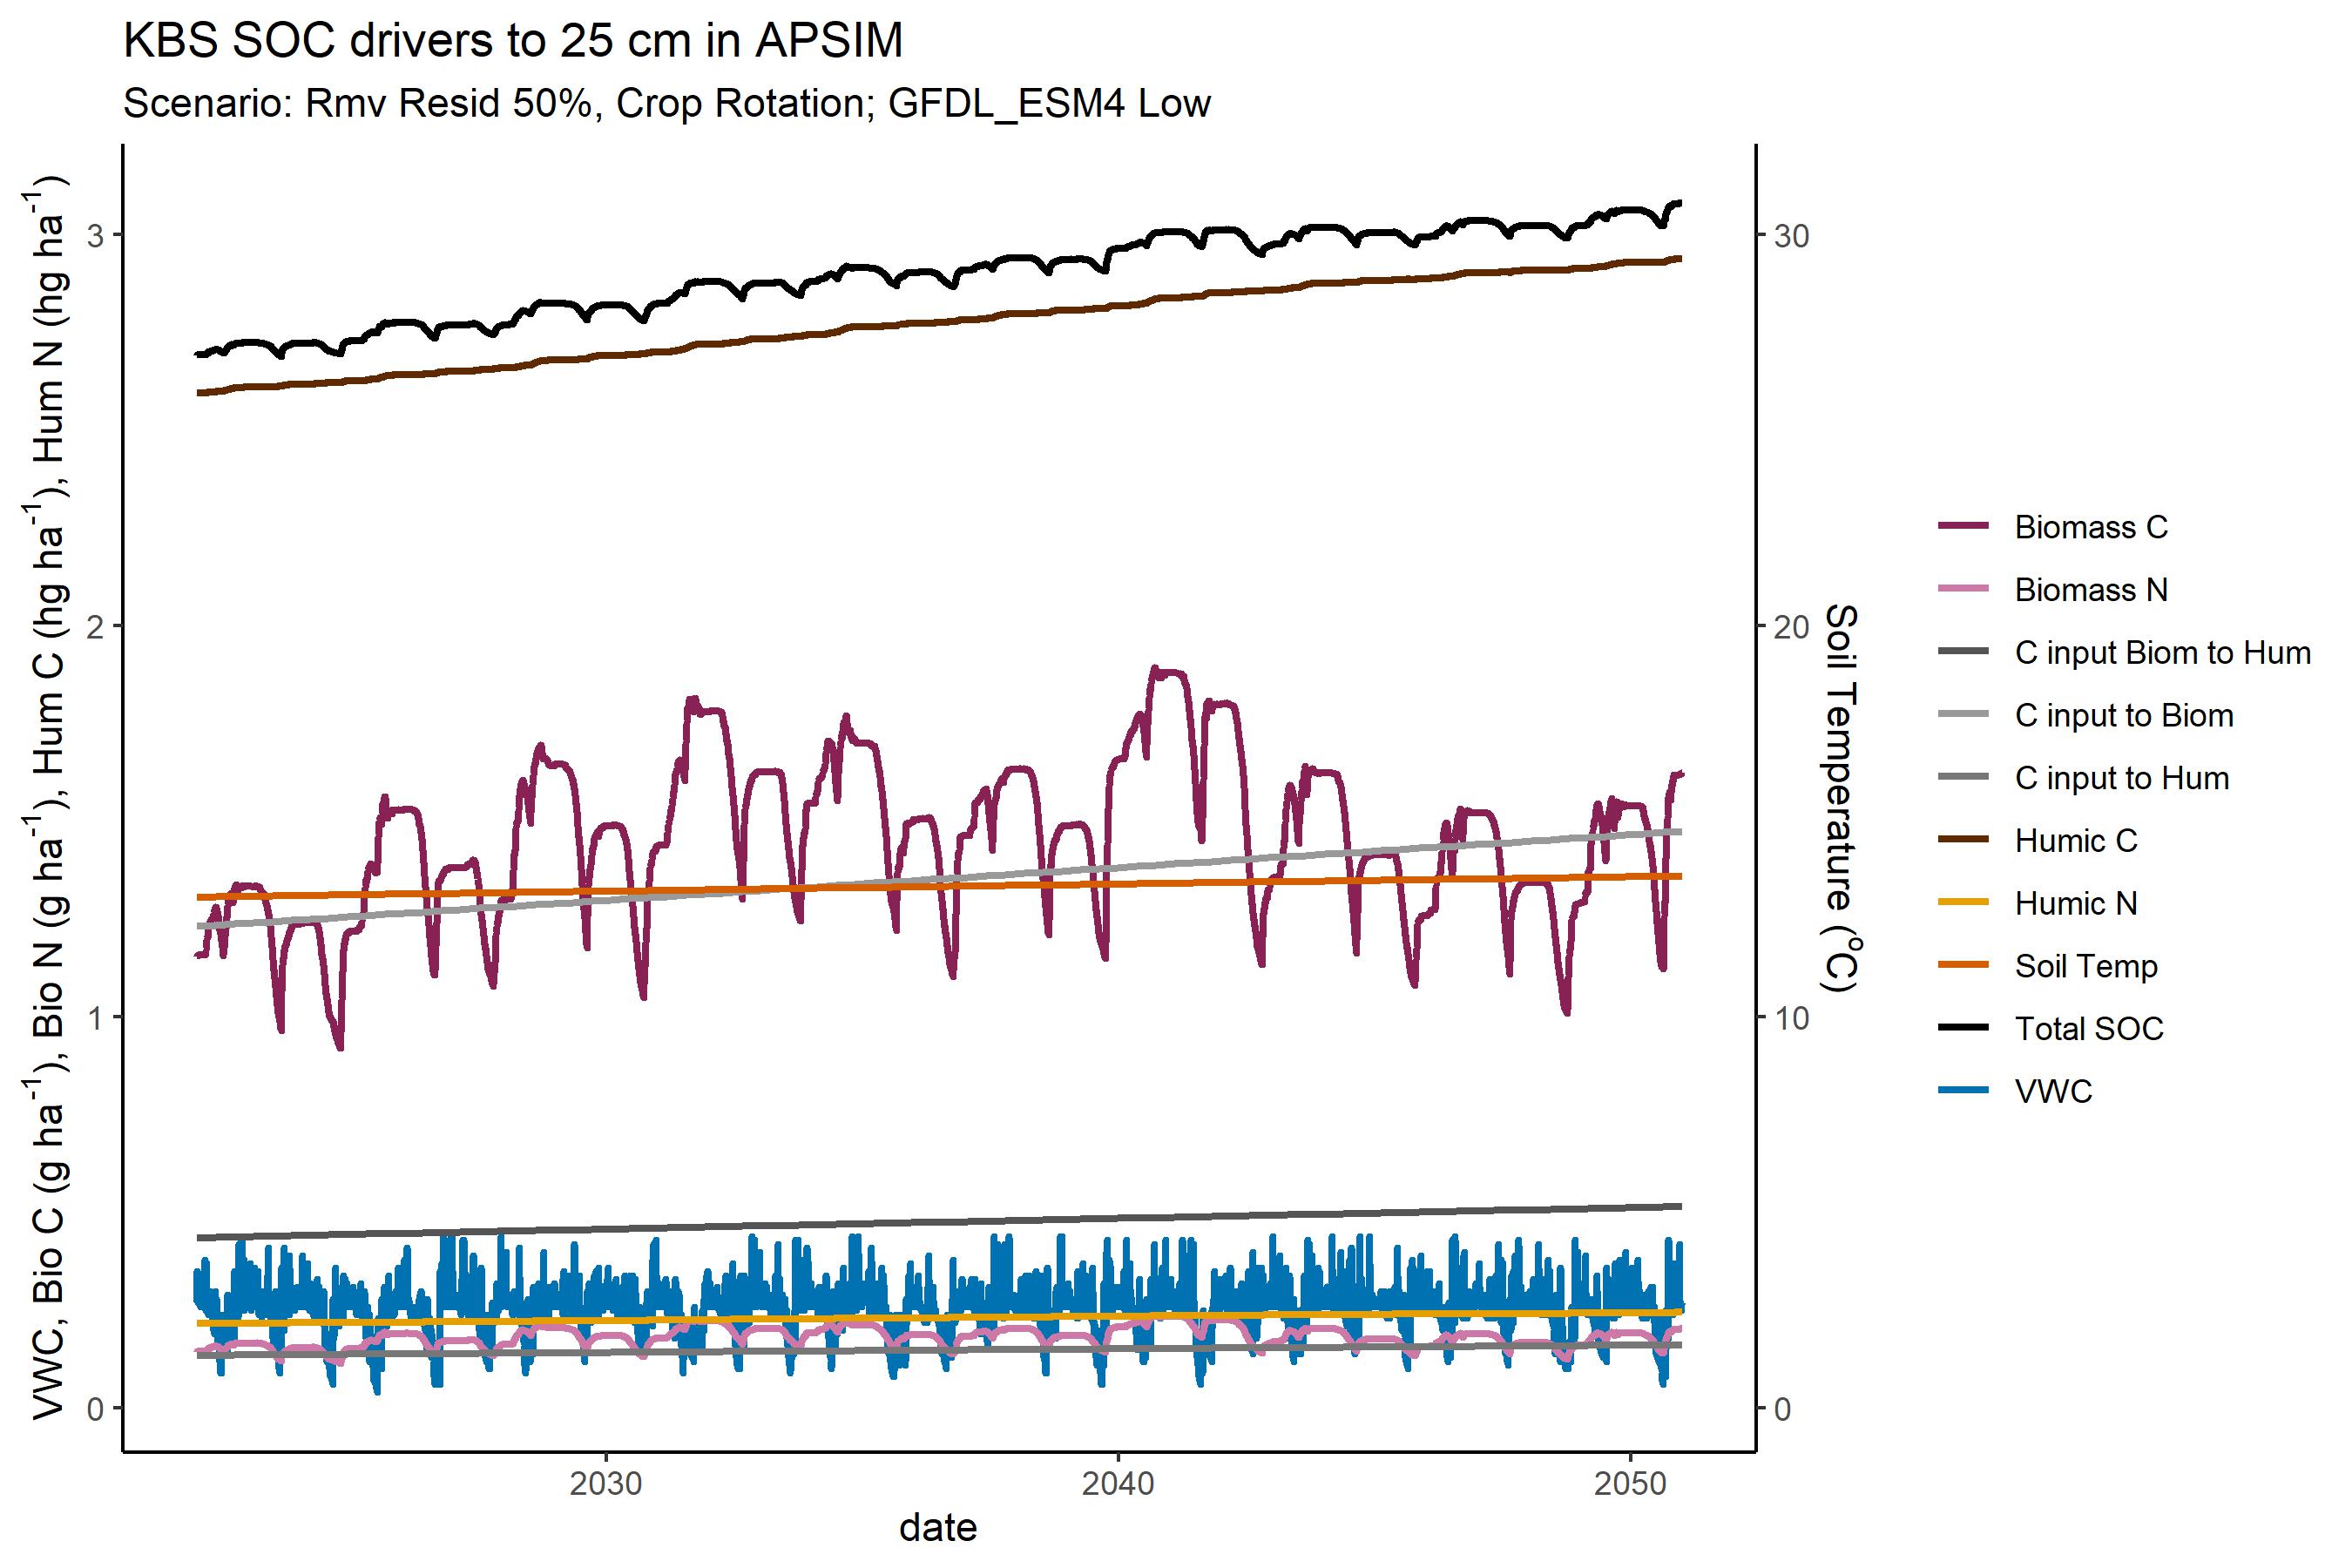 KBS SOC drivers to 25 cm in APSIM
Scenario: Rmv Resid 50%, Crop Rotation; GFDL_ESM4 Low
VWC, Bio C (g ha⁻¹), Bio N (g ha⁻¹), Hum C (hg ha⁻¹), Hum N (hg ha⁻¹)
3
2
1
0
30
20
10
0
Soil Temperature (°C)
2030
2040
2050
date
Biomass C
Biomass N
C input Biom to Hum
C input to Biom
C input to Hum
Humic C
Humic N
Soil Temp
Total SOC
VWC